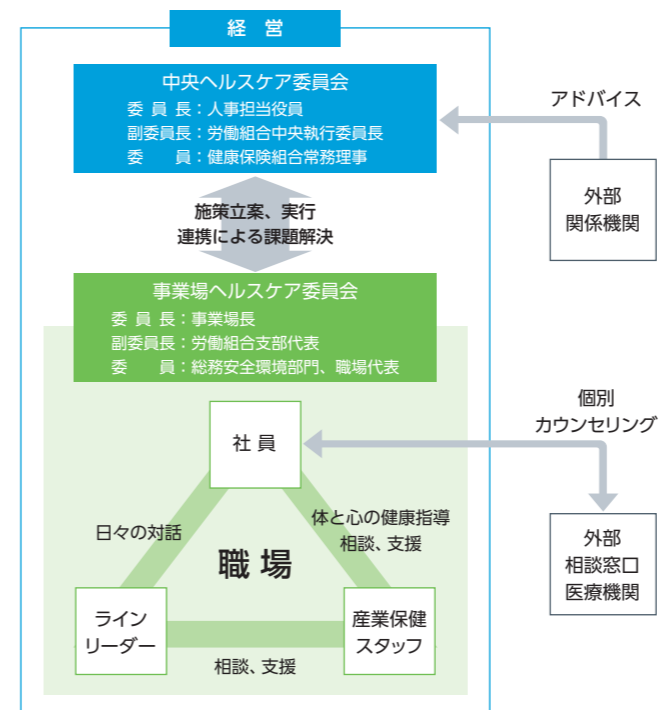 経 営
中央ヘルスケア委員会
委 員 長：人事担当役員
副委員長：労働組合中央執行委員長
委　　員：健康保険組合常務理事
アドバイス
外部
関係機関
施策立案、実行
連携による課題解決
事業場ヘルスケア委員会
委 員 長：事業場長
副委員長：労働組合支部代表
委　　員：総務安全環境部門、職場代表
個別
カウンセリング
社 員
日々の対話
体と心の健康指導
相談、支援
職 場
外部
相談窓口
医療機関
ライン
リーダー
産業保健
スタッフ
相談、支援